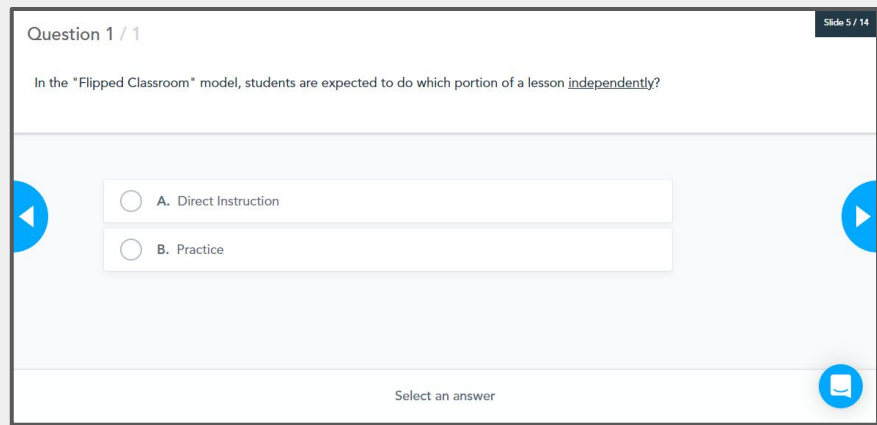 Question 1 / 1
Slide 5 / 14
In the "Flipped Classroom" model, students are expected to do which portion of a lesson independently?
A. Direct Instruction
B. Practice
Select an answer